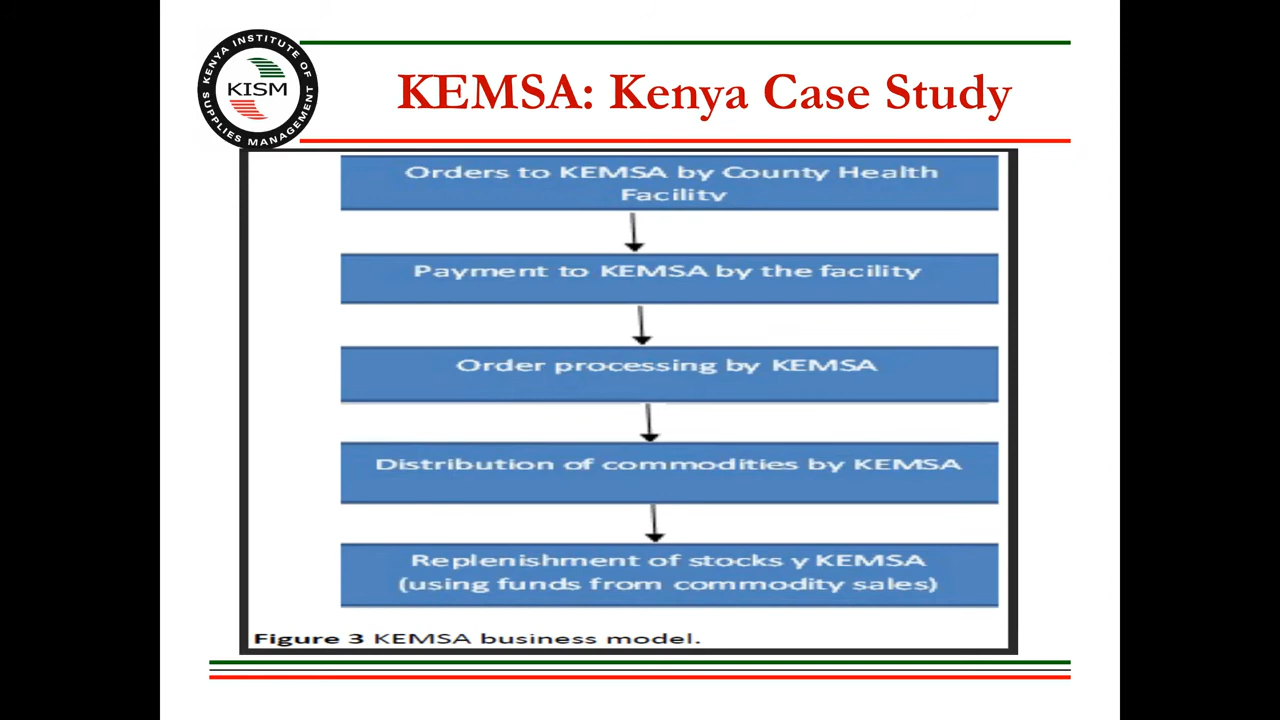 KENYA INSTITUTE OF
SUPPLIES MANAGEMENT
KISM
KEMSA: Kenya Case Study
Orders to KEMSA by County Health
Facility
Payment to KEMSA by the facility
Order processing by KEMSA
Distribution of commodities by KEMSA
Replenishment of stocks y KEMSA
(using funds from commodity sales)
Figure 3 KEMSA business model.